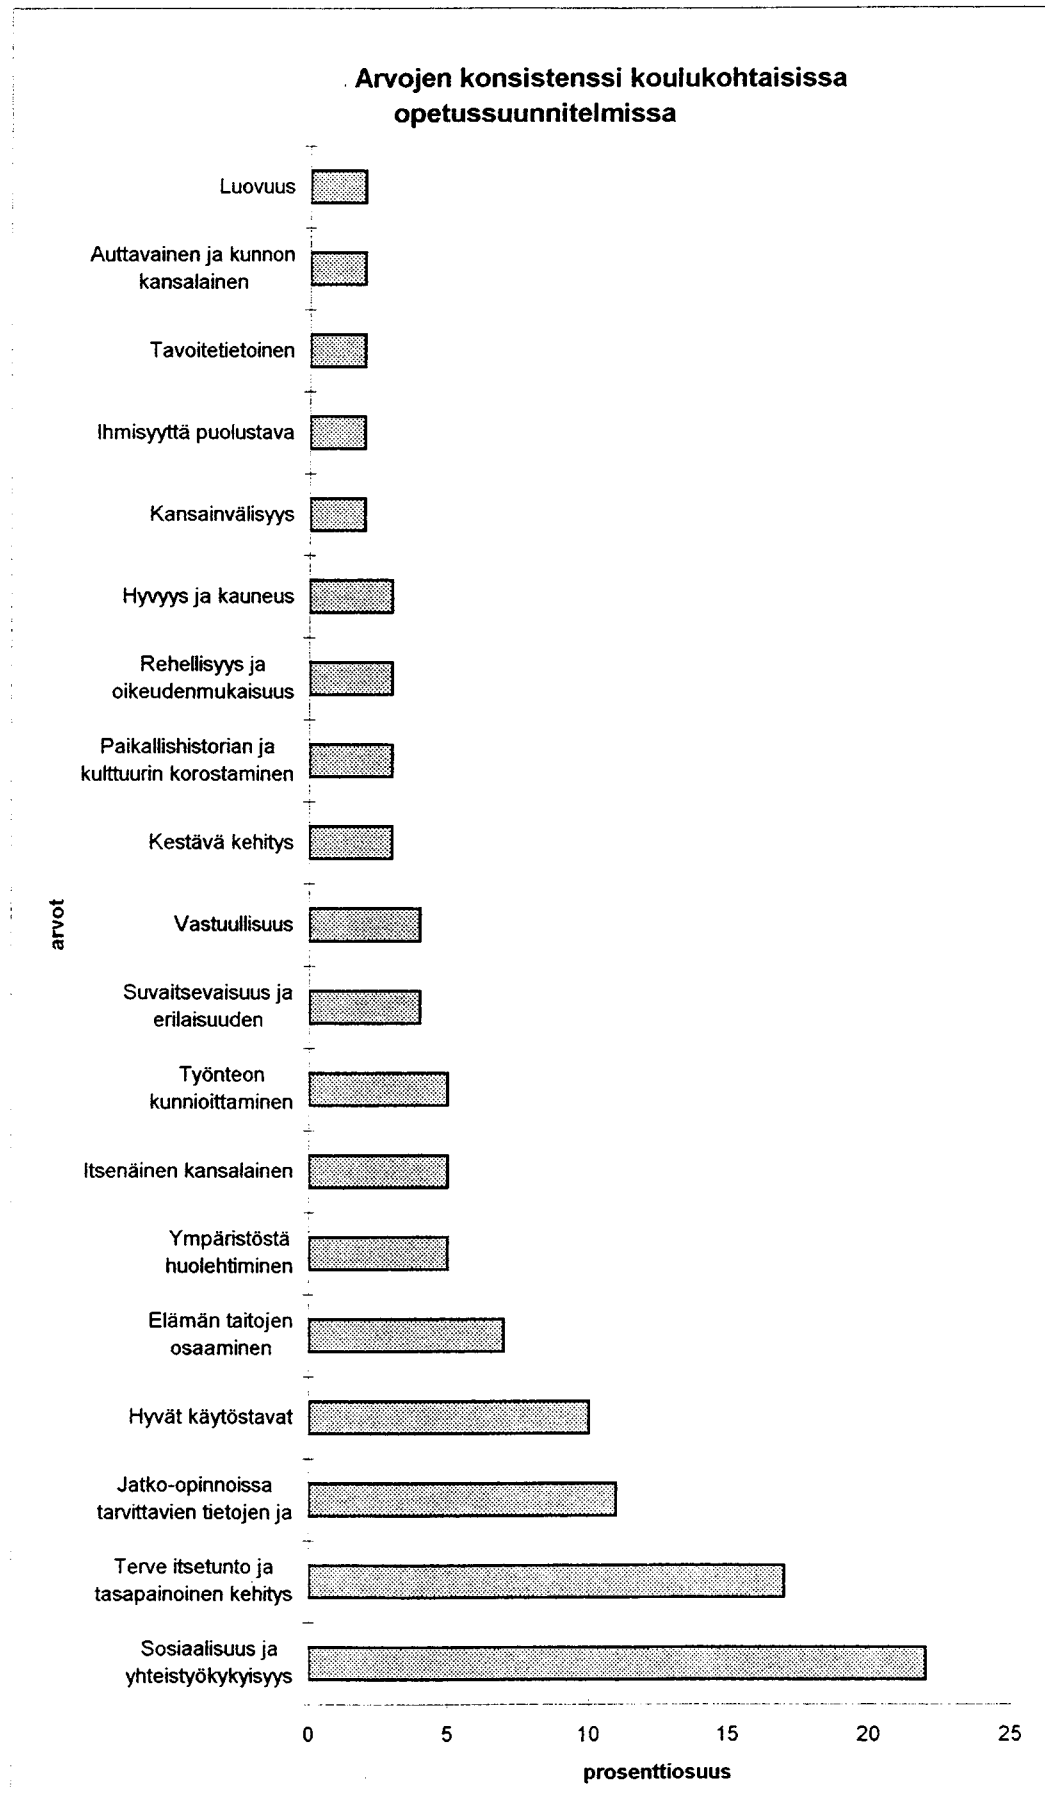 Arvojen konsistenssi koulukohtaisissa
opetussuunnitelmissa
Luovuus
Auttavainen ja kunnon
kansalainen
Tavoitetietoinen
Ihmisyyttä puolustava
Kansainvälisyys
Hyvyys ja kauneus
Rehellisyys ja
oikeudenmukaisuus
Paikallishistorian ja
kulttuurin korostaminen
Kestävä kehitys
arvot
Vastuullisuus
Suvaitsevaisuus ja
erilaisuuden
Työnteon
kunnioittaminen
Itsenäinen kansalainen
Ympäristöstä
huolehtiminen
Elämän taitojen
osaaminen
Hyvät käytöstavat
Jatko-opinnoissa
tarvittavien tietojen ja
Terve itsetunto ja
tasapainoinen kehitys
Sosiaalisuus ja
yhteistyökykyisyys
0 5 10 15 20 25
prosenttiosuus